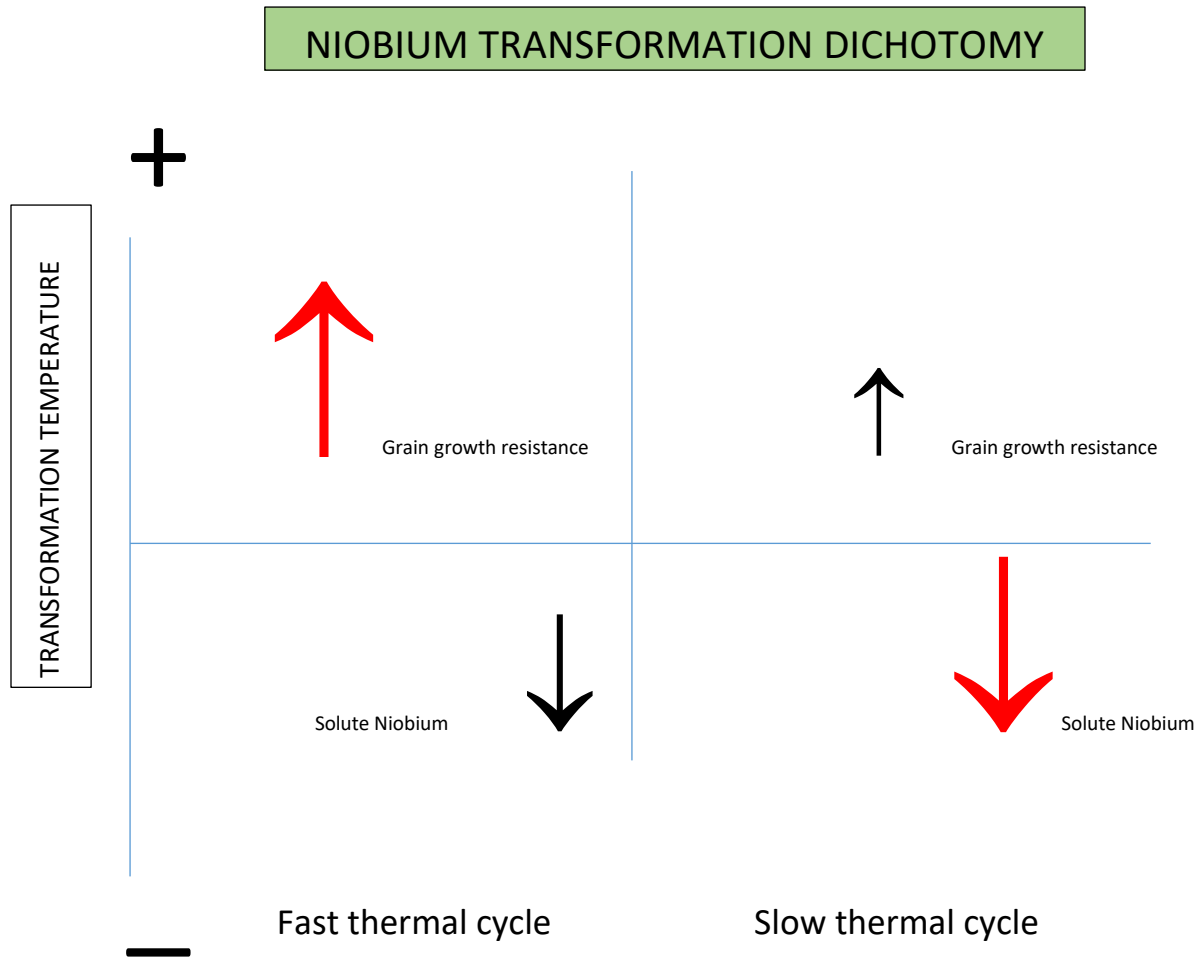 NIOBIUM TRANSFORMATION DICHOTOMY
+
TRANSFORMATION TEMPERATURE
Grain growth resistance
Grain growth resistance
Solute Niobium
Solute Niobium
Fast thermal cycle
Slow thermal cycle
—